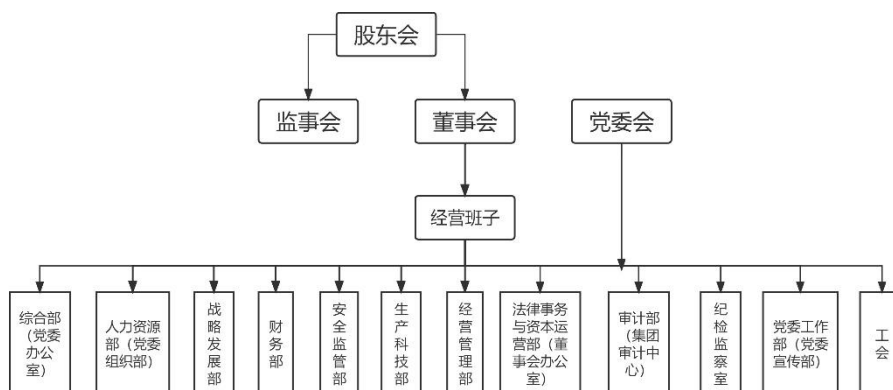 股东会
监事会
董事会
党委会
经营班子
综合部
（党委
办公
室）
人力资源
部（党委
组织部）
战
略
发
展
部
财
务
部
安
全
监
管
部
生
产
科
技
部
经
营
管
理
部
法律事务
与资本运
营部（董
事会办公
室）
审计部
（集团
审计中
心）
纪
检
监
察
室
党委工作
部（党委
宣传部）
工
会